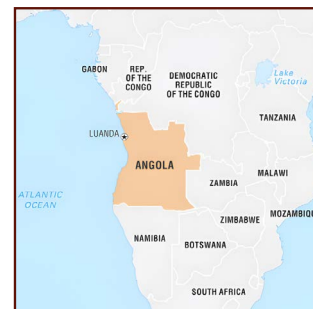 GABON
REP.
OF THE
CONGO
DEMOCRATIC
REPUBLIC
OF THE CONGO
Lake
Victoria
TANZANIA
LUANDA
ANGOLA
ZAMBIA
MALAWI
ATLANTIC
OCEAN
ZIMBABWE
MOZAMBIQU
NAMIBIA
BOTSWANA
SOUTH AFRICA